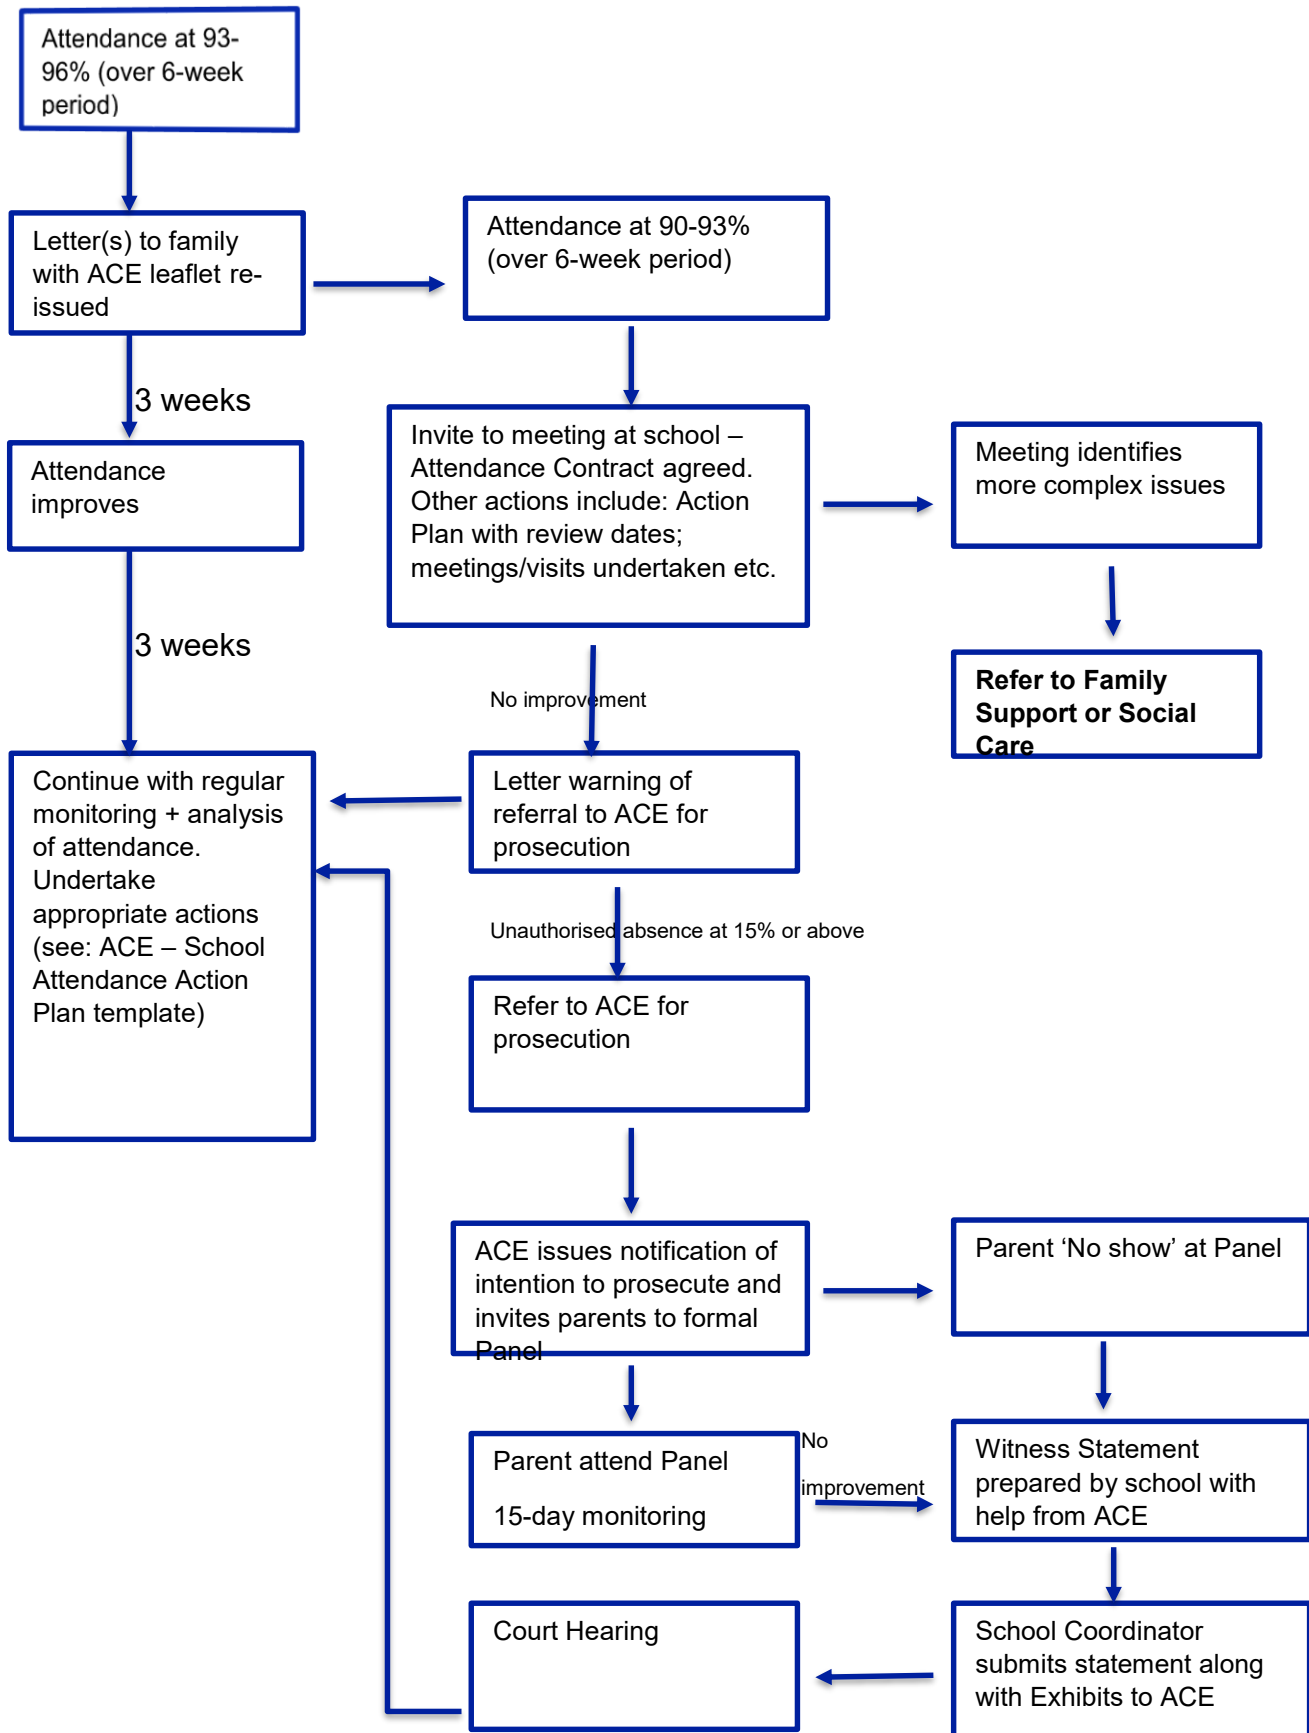 Attendance at 93-
96% (over 6-week
period)
Letter(s) to family
with ACE leaflet re-
issued
Attendance at 90-93%
(over 6-week period)
3 weeks
Attendance
improves
Invite to meeting at school –
Attendance Contract agreed.
Other actions include: Action
Plan with review dates;
meetings/visits undertaken etc.
Meeting identifies
more complex issues
3 weeks
No improvement
Refer to Family
Support or Social
Care
Continue with regular
monitoring + analysis
of attendance.
Undertake
appropriate actions
(see: ACE – School
Attendance Action
Plan template)
Letter warning of
referral to ACE for
prosecution
Unauthorised absence at 15% or above
Refer to ACE for
prosecution
ACE issues notification of
intention to prosecute and
invites parents to formal
Panel
Parent ‘No show’ at Panel
Parent attend Panel
15-day monitoring
No
improvement
Witness Statement
prepared by school with
help from ACE
Court Hearing
School Coordinator
submits statement along
with Exhibits to ACE